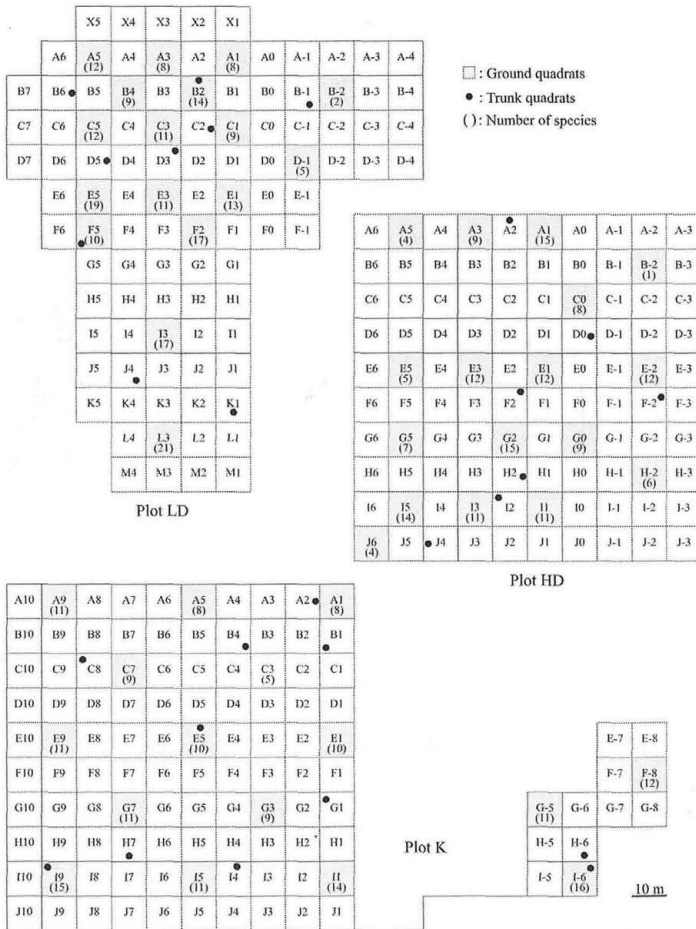 X5 X4 X3 X2 X1
A6 A5 A4 A3 A2 A1 A0 A-1 A-2 A-3 A-4
(12) (8) (8)
B7 B6 B5 B4 B3 B2 B1 B0 B-1 B-2 B-3 B-4
(9) (14) (2)
C7 C6 C5 C4 C3 C2 C1 C0 C-1 C-2 C-3 C-4
(12) (11) (9)
D7 D6 D5 D4 D3 D2 D1 D0 D-1 D-2 D-3 D-4
(5)
E6 E5 E4 E3 E2 E1 E0 E-1
(19) (11) (13)
F6 F5 F4 F3 F2 F1 F0 F-1
(10) (17)
G5 G4 G3 G2 G1
H5 H4 H3 H2 H1
I5 I4 I3 I2 I1
(17)
J5 J4 J3 J2 J1
K5 K4 K3 K2 K1
L4 L3 L2 L1
(21)
M4 M3 M2 M1
Plot LD
: Ground quadrats
: Trunk quadrats
( ) : Number of species
A6 A5 A4 A3 A2 A1 A0 A-1 A-2 A-3
(4) (9) (15)
B6 B5 B4 B3 B2 B1 B0 B-1 B-2 B-3
(1)
C6 C5 C4 C3 C2 C1 C0 C-1 C-2 C-3
(8)
D6 D5 D4 D3 D2 D1 D0 D-1 D-2 D-3
E6 E5 E4 E3 E2 E1 E0 E-1 E-2 E-3
(5) (12) (12) (12)
F6 F5 F4 F3 F2 F1 F0 F-1 F-2 F-3
G6 G5 G4 G3 G2 G1 G0 G-1 G-2 G-3
(7) (15) (9)
H6 H5 H4 H3 H2 H1 H0 H-1 H-2 H-3
(6)
I6 I5 I4 I3 I2 I1 I0 I-1 I-2 I-3
(14) (11) (11)
J6 J5 J4 J3 J2 J1 J0 J-1 J-2 J-3
(4)
Plot HD
A10 A9 A8 A7 A6 A5 A4 A3 A2 A1
(11) (8) (8)
B10 B9 B8 B7 B6 B5 B4 B3 B2 B1
C10 C9 C8 C7 C6 C5 C4 C3 C2 C1
(9) (5)
D10 D9 D8 D7 D6 D5 D4 D3 D2 D1
E10 E9 E8 E7 E6 E5 E4 E3 E2 E1
(11) (10) (10)
F10 F9 F8 F7 F6 F5 F4 F3 F2 F1
G10 G9 G8 G7 G6 G5 G4 G3 G2 G1
(11) (9)
H10 H9 H8 H7 H6 H5 H4 H3 H2 H1
I10 I9 I8 I7 I6 I5 I4 I3 I2 I1
(15) (11) (14)
J10 J9 J8 J7 J6 J5 J4 J3 J2 J1
Plot K
E-7 E-8
F-7 F-8
(12)
G-5 G-6 G-7 G-8
(11)
H-5 H-6
I-5 I-6
(16)
10 m